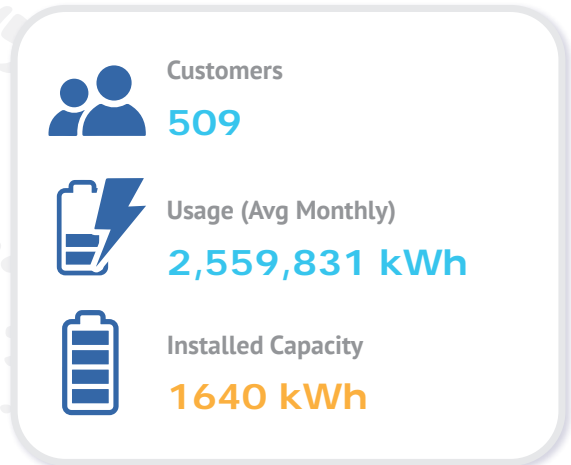 Customers
509
Usage (Avg Monthly)
2,559,831 kWh
Installed Capacity
1640 kWh